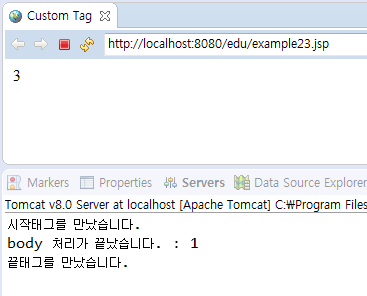 Custom Tag
http://localhost:8080/edu/example23.jsp
3
Markers Properties Servers Data Source Explorer
Tomcat v8.0 Server at localhost [Apache Tomcat] C:₩Program Files
시작태그를 만났습니다.
body 처리가 끝났습니다. : 1
끝태그를 만났습니다.